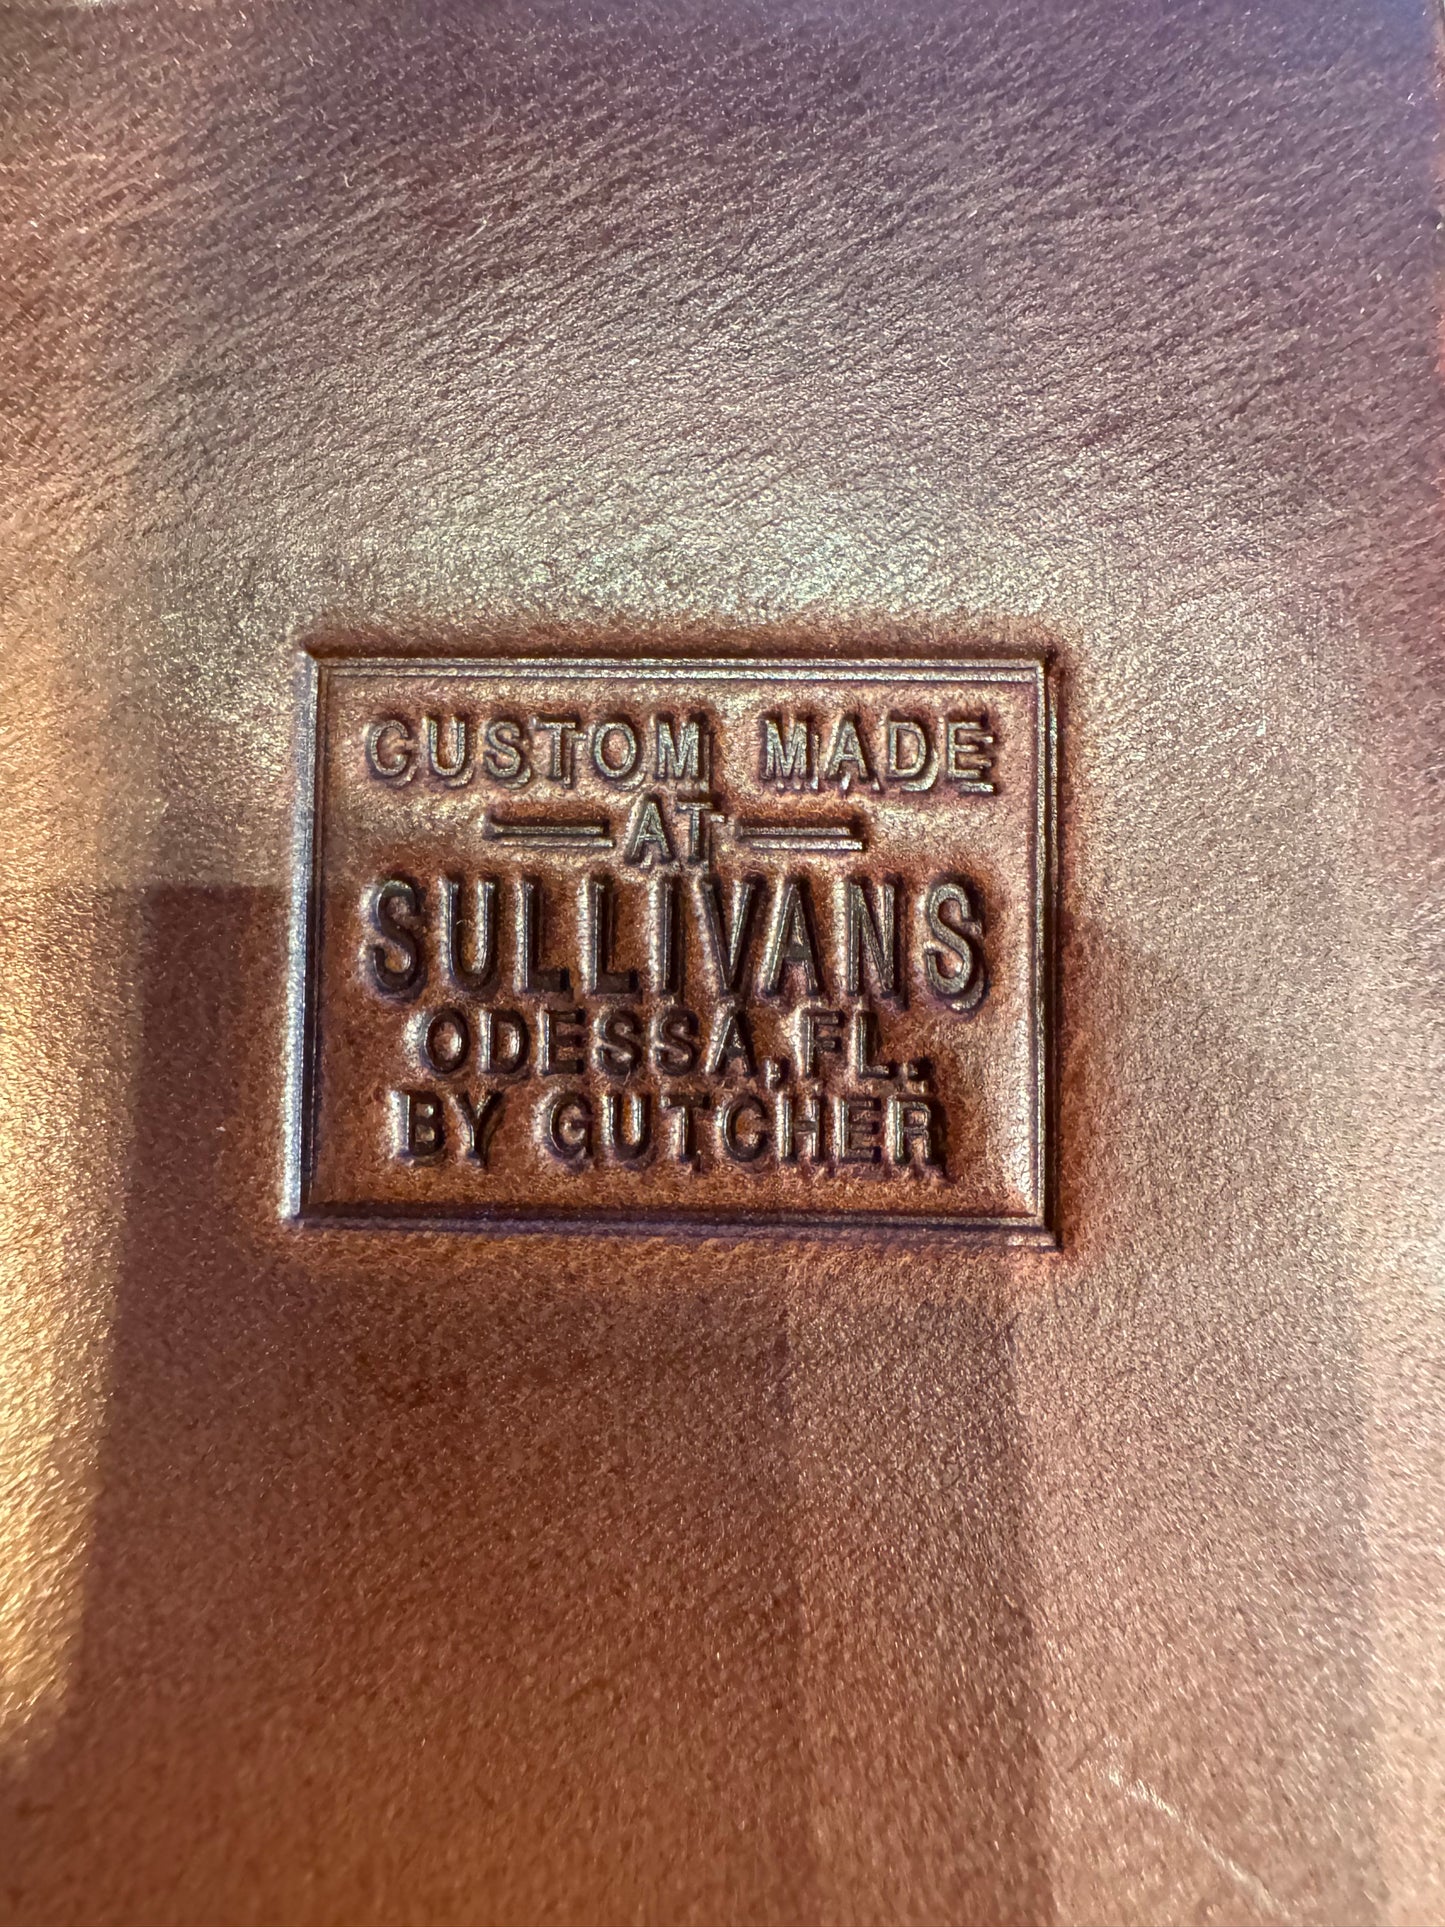 CUSTOM MADE
AT
SULLIVANS
ODESSA, FL.
BY GUTCHER